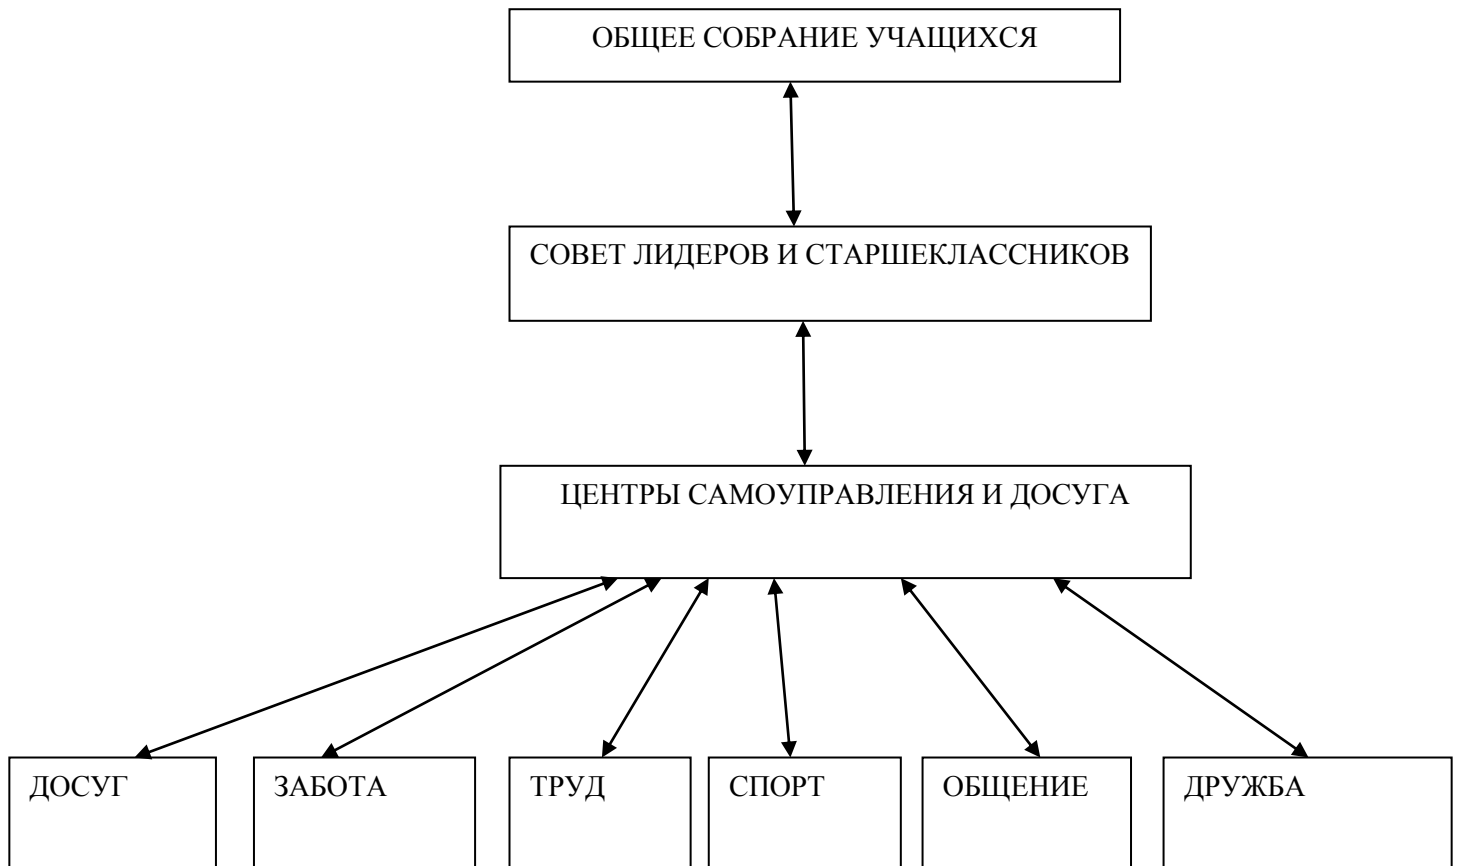 ОБЩЕЕ СОБРАНИЕ УЧАЩИХСЯ
СОВЕТ ЛИДЕРОВ И СТАРШЕКЛАССНИКОВ
ЦЕНТРЫ САМОУПРАВЛЕНИЯ И ДОСУГА
ДОСУГ
ЗАБОТА
ТРУД
СПОРТ
ОБЩЕНИЕ
ДРУЖБА